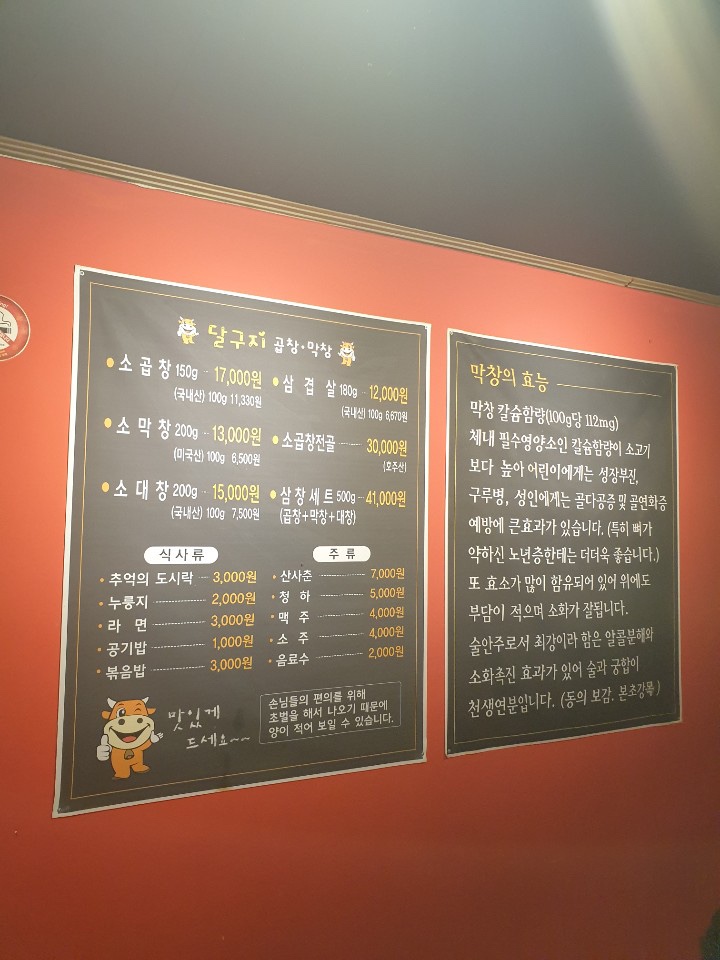 달구지 곱창·막창
소 곱 창 150g 17,000원
(국내산) 100g 11,330원
소 막 창 200g 13,000원
(미국산) 100g 6,500원
소 대 창 200g 15,000원
(국내산) 100g 7,500원
삼 겹 살 180g 12,000원
(국내산) 100g 6,670원
소곱창전골 30,000원
(호주산)
삼창세트 500g 41,000원
(곱창+막창+대창)
식사류
추억의 도시락 3,000원
누룽지 2,000원
라 면 3,000원
공기밥 1,000원
볶음밥 3,000원
주 류
산사춘 7,000원
청 하 5,000원
맥 주 4,000원
소 주 4,000원
음료수 2,000원
맛있게
드세요~~
손님들의 편의를 위해
초벌을 해서 나오기 때문에
양이 적어 보일 수 있습니다.
막창의 효능
막창 칼슘함량(100g당 112mg)
체내 필수영양소인 칼슘함량이 소고기
보다 높아 어린이에게는 성장부진,
구루병, 성인에게는 골다공증 및 골연화증
예방에 큰효과가 있습니다. (특히 뼈가
약하신 노년층한테는 더더욱 좋습니다.)
또 효소가 많이 함유되어 있어 위에도
부담이 적으며 소화가 잘됩니다.
술안주로서 최강이라 함은 알콜분해와
소화촉진 효과가 있어 술과 궁합이
천생연분입니다. (동의 보감. 본초강목)